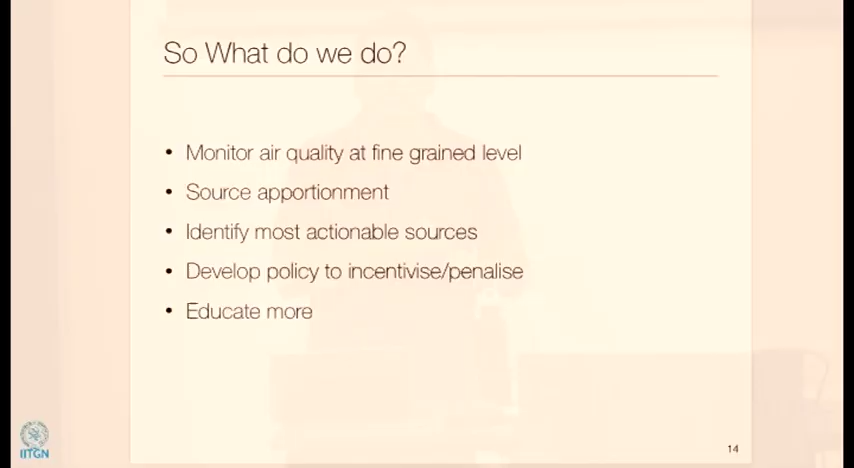 So What do we do?
• Monitor air quality at fine grained level
• Source apportionment
• Identify most actionable sources
• Develop policy to incentivise/penalise
• Educate more
IITGN
14